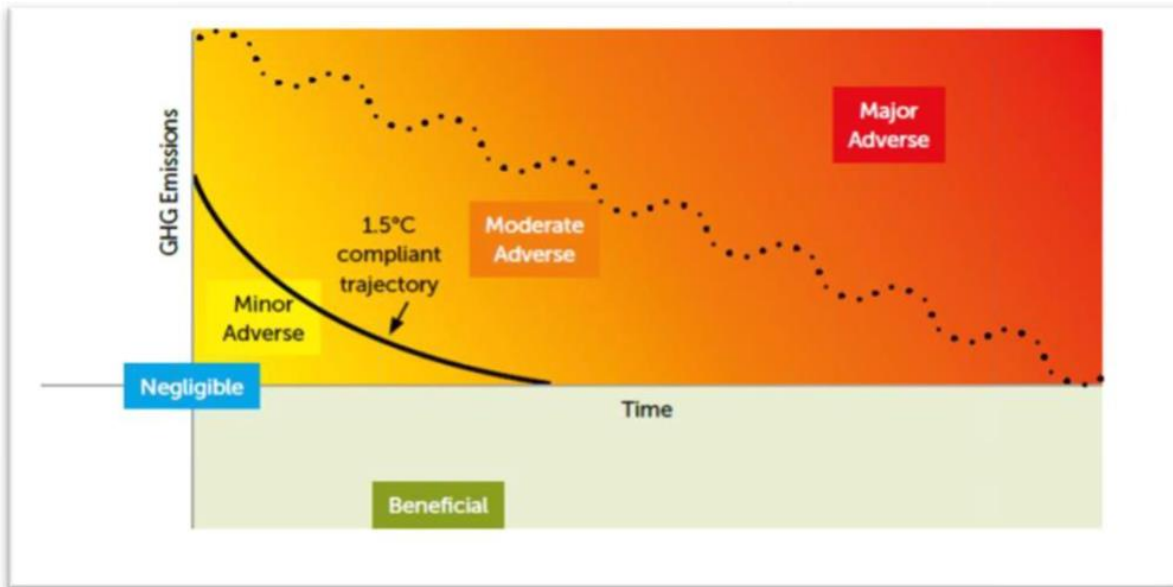 Major
Adverse
GHG Emissions
1.5°C
compliant
trajectory
Moderate
Adverse
Minor
Adverse
Negligible
Time
Beneficial